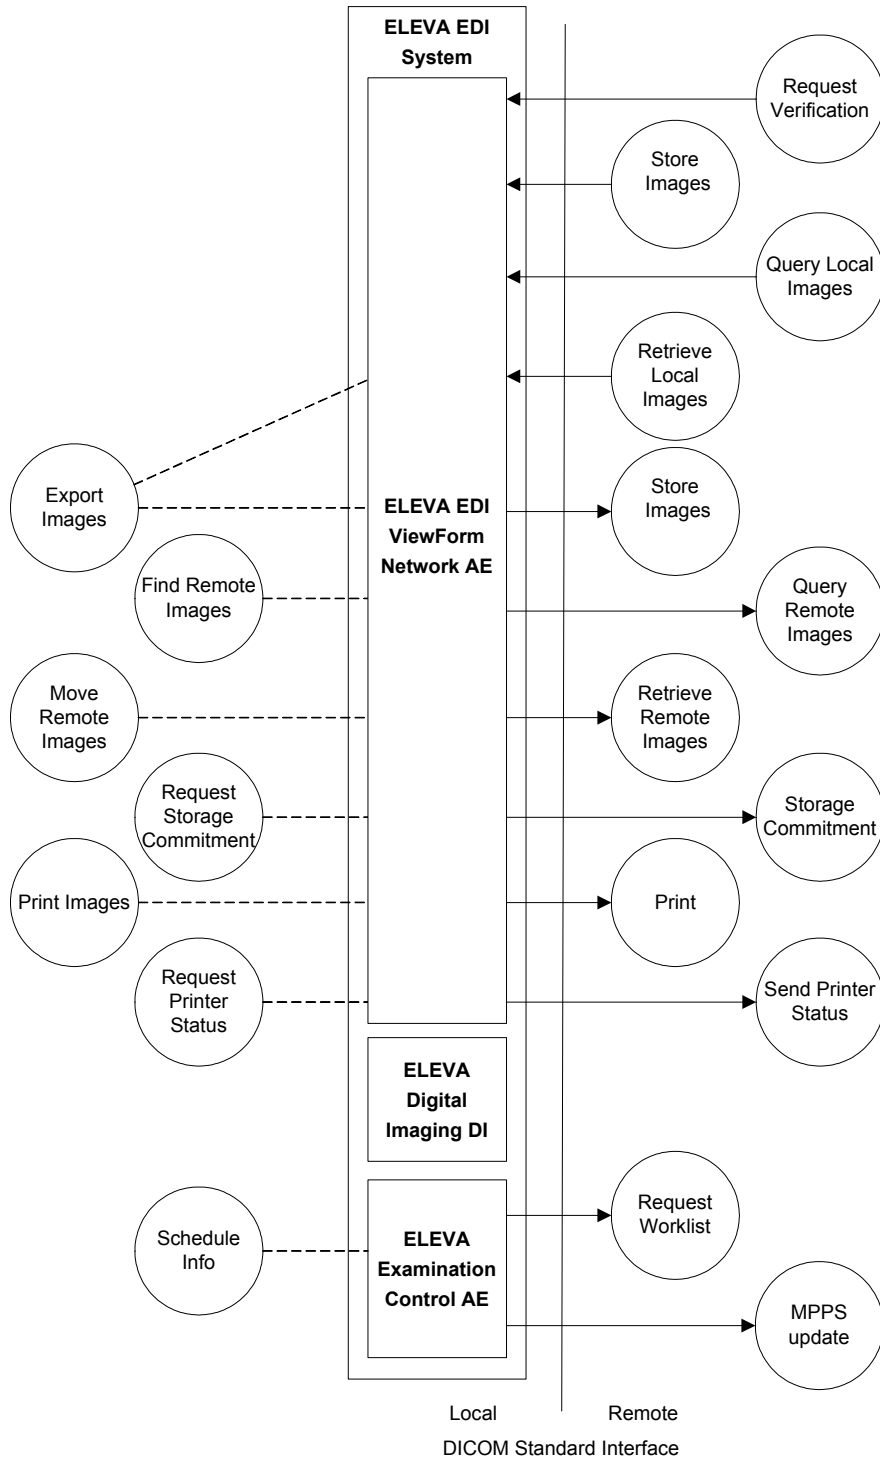 ELEVA EDI
System
Request
Verification
Store
Images
Query Local
Images
Retrieve
Local
Images
Export
Images
ELEVA EDI
ViewForm
Network AE
Store
Images
Find Remote
Images
Query
Remote
Images
Move
Remote
Images
Retrieve
Remote
Images
Request
Storage
Commitment
Storage
Commitment
Print Images
Print
Request
Printer
Status
Send Printer
Status
ELEVA
Digital
Imaging DI
Schedule
Info
ELEVA
Examination
Control AE
Request
Worklist
MPPS
update
Local
Remote
DICOM Standard Interface